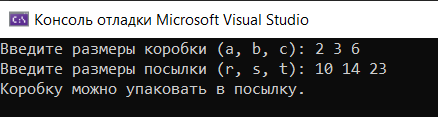 Консоль отладки Microsoft Visual Studio
Введите размеры коробки (a, b, c): 2 3 6
Введите размеры посылки (r, s, t): 10 14 23
Коробку можно упаковать в посылку.